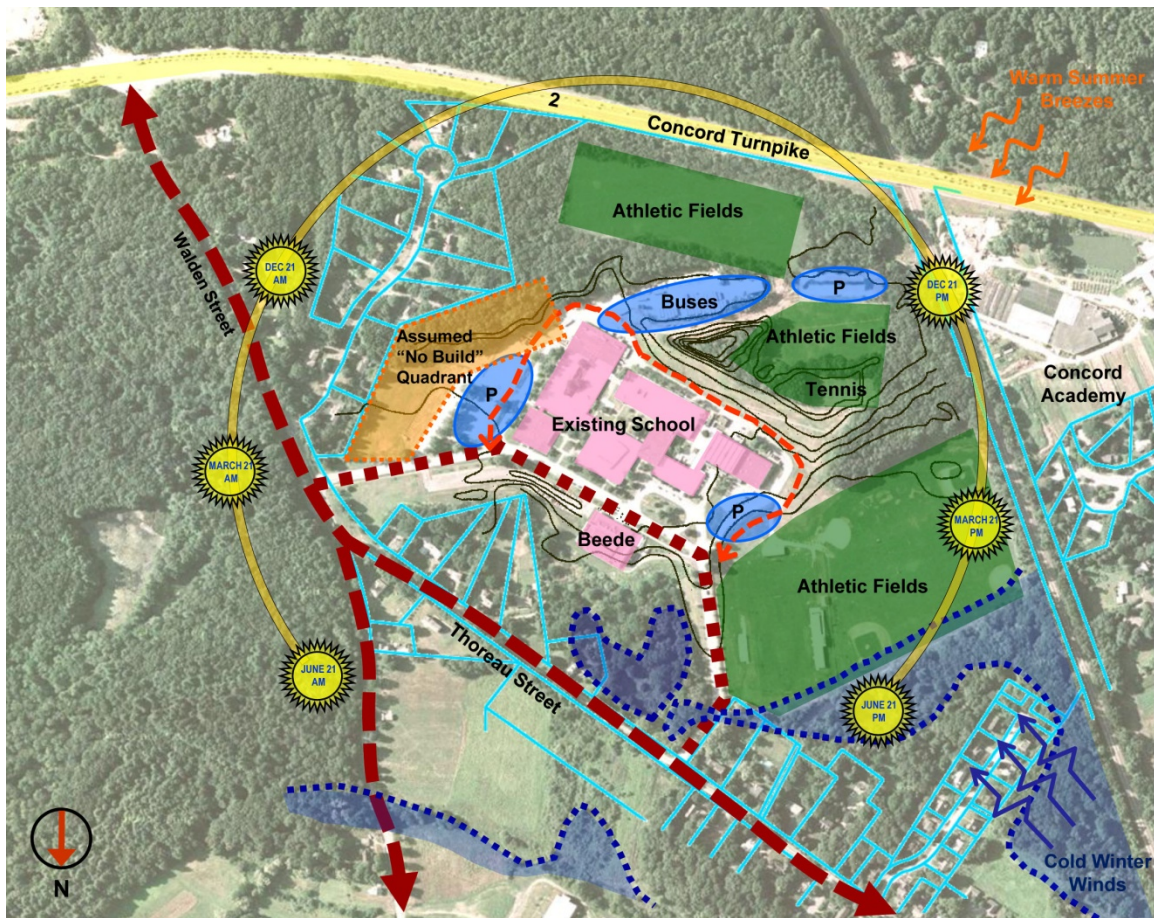 Warm Summer
Breezes
2
Concord Turnpike
Athletic Fields
Walden Street
DEC 21
AM
DEC 21
PM
Buses
P
Assumed
“No Build”
Quadrant
Athletic Fields
P
Tennis
Concord
Academy
Existing School
MARCH 21
AM
P
MARCH 21
PM
Beede
Athletic Fields
Thoreau Street
JUNE 21
AM
JUNE 21
PM
Cold Winter
Winds
N